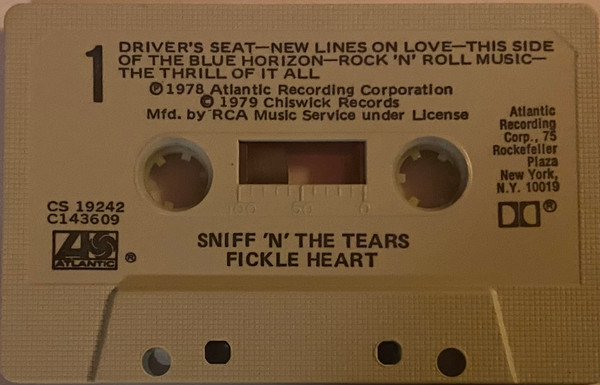 1
DRIVER'S SEAT—NEW LINES ON LOVE—THIS SIDE
OF THE BLUE HORIZON—ROCK 'N' ROLL MUSIC—
THE THRILL OF IT ALL
℗1978 Atlantic Recording Corporation
© 1979 Chiswick Records
Mfd. by RCA Music Service under License
Atlantic
Recording
Corp., 75
Rockefeller
Plaza
New York,
N.Y. 10019
100 50 0
CS 19242
C143609
ATLANTIC ®
®
SNIFF 'N' THE TEARS
FICKLE HEART